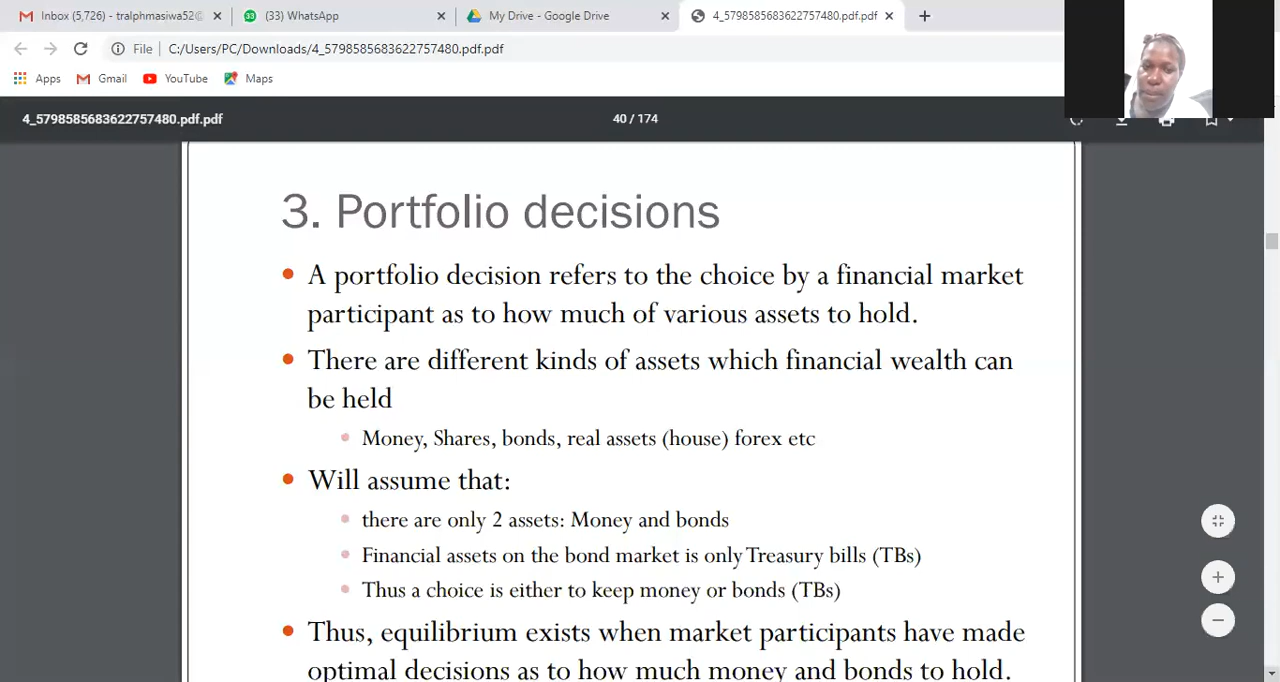 Inbox (5,726) - tralphmasiwa52@
(33) WhatsApp
My Drive - Google Drive
4_5798585683622757480.pdf.pdf
File
C:/Users/PC/Downloads/4_5798585683622757480.pdf.pdf
Apps
Gmail
YouTube
Maps
4_5798585683622757480.pdf.pdf
40 / 174
3. Portfolio decisions
A portfolio decision refers to the choice by a financial market
participant as to how much of various assets to hold.
There are different kinds of assets which financial wealth can
be held
Money, Shares, bonds, real assets (house) forex etc
Will assume that:
there are only 2 assets: Money and bonds
Financial assets on the bond market is only Treasury bills (TBs)
Thus a choice is either to keep money or bonds (TBs)
Thus, equilibrium exists when market participants have made
optimal decisions as to how much money and bonds to hold.